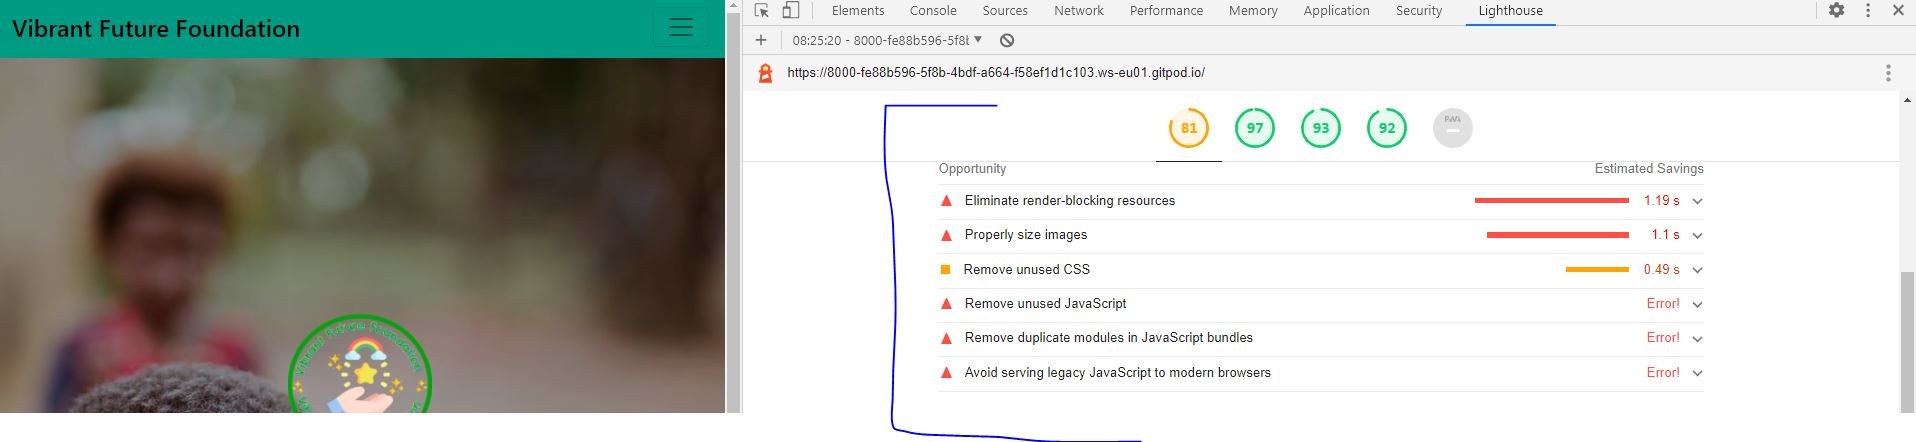 Vibrant Future Foundation
Vibrant Future Foundation
Elements Console Sources Network Performance Memory Application Security Lighthouse
08:25:20 - 8000-fe88b596-5f8
https://8000-fe88b596-5f8b-4bdf-a664-f58ef1d1c103.ws-eu01.gitpod.io/
81 97 93 92 PWA
Opportunity Estimated Savings
Eliminate render-blocking resources 1.19 s
Properly size images 1.1 s
Remove unused CSS 0.49 s
Remove unused JavaScript Error!
Remove duplicate modules in JavaScript bundles Error!
Avoid serving legacy JavaScript to modern browsers Error!